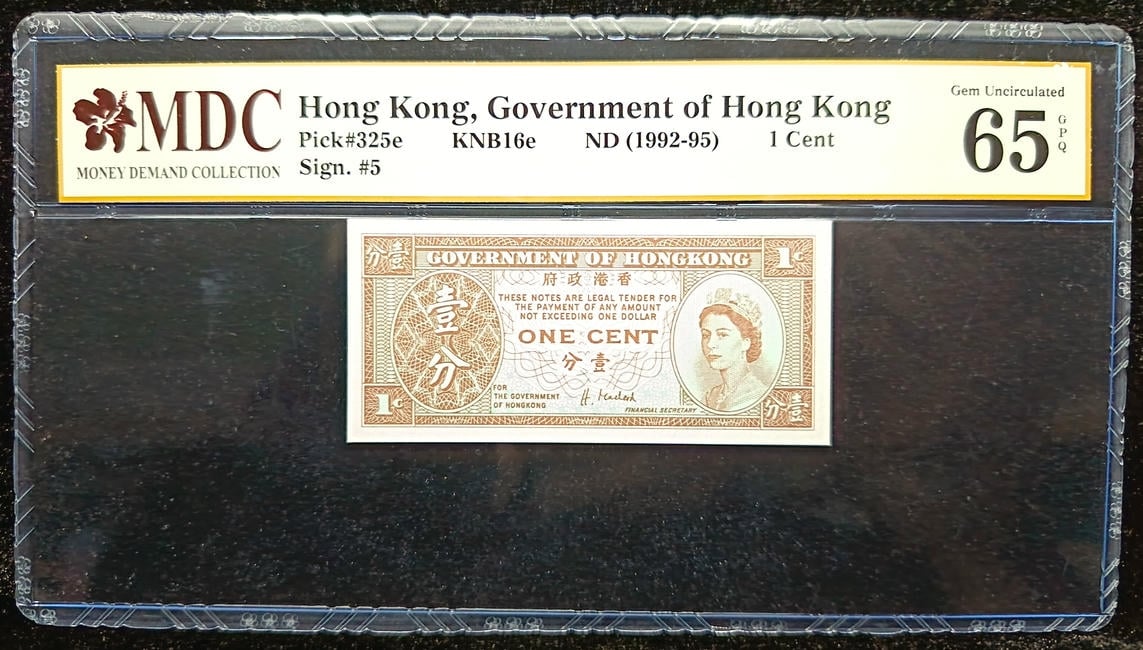 MDC
MONEY DEMAND COLLECTION
Hong Kong, Government of Hong Kong
Pick#325e KNB16e ND (1992-95) 1 Cent
Sign. #5
Gem Uncirculated
65
GPQ
分壹
GOVERNMENT OF HONGKONG
1c
府政港香
THESE NOTES ARE LEGAL TENDER FOR
THE PAYMENT OF ANY AMOUNT
NOT EXCEEDING ONE DOLLAR
ONE CENT
分壹
壹
分
FOR
THE GOVERNMENT
OF HONGKONG
FINANCIAL SECRETARY
1c
分壹